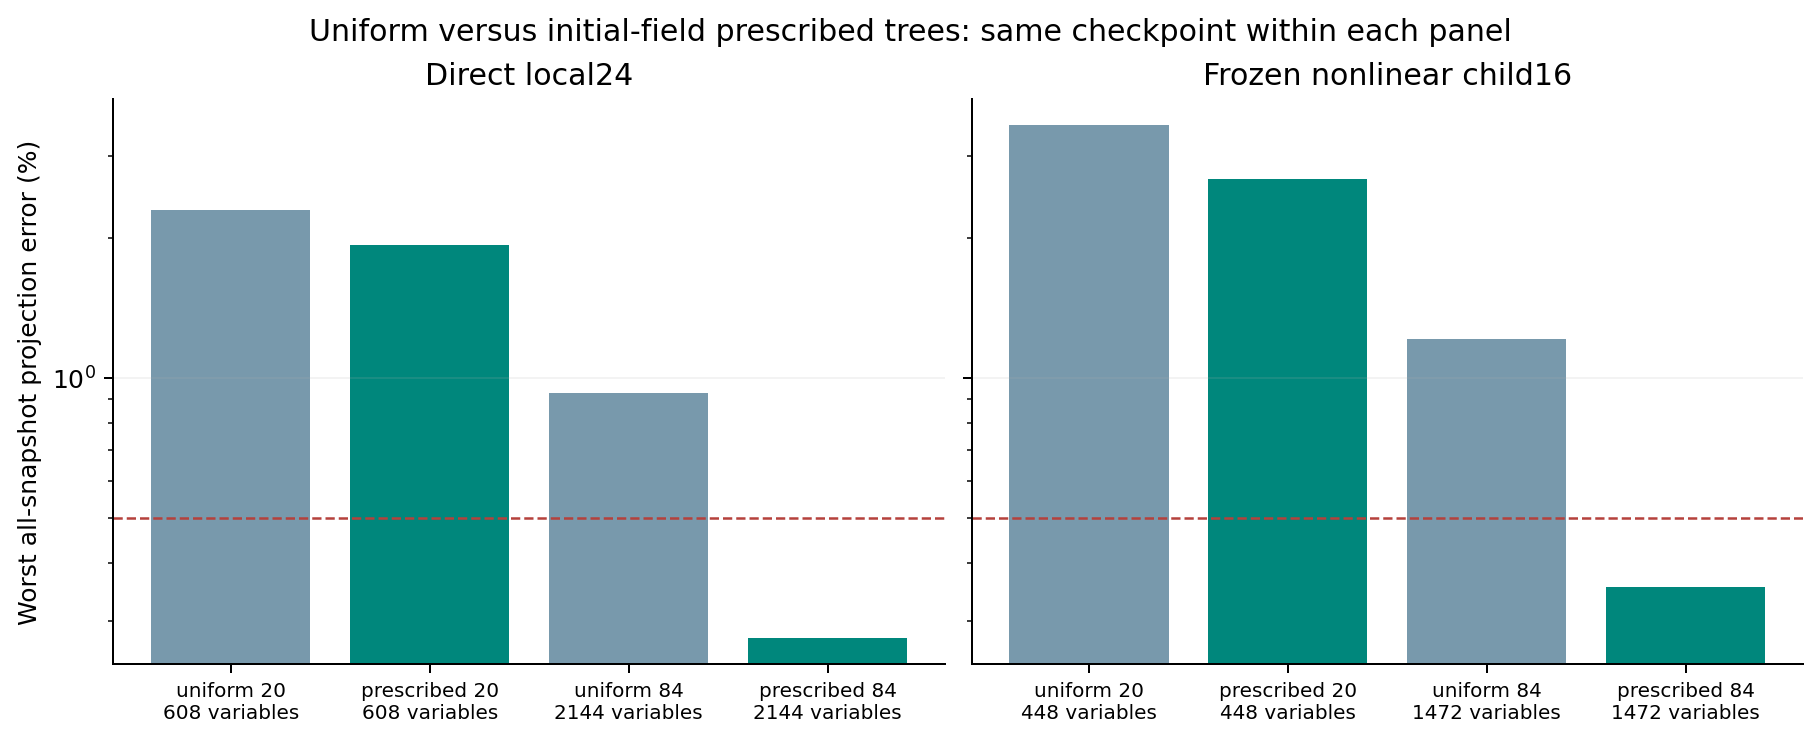 Uniform versus initial-field prescribed trees: same checkpoint within each panel
Direct local24
Frozen nonlinear child16
Worst all-snapshot projection error (%)
10⁰
uniform 20
608 variables
prescribed 20
608 variables
uniform 84
2144 variables
prescribed 84
2144 variables
uniform 20
448 variables
prescribed 20
448 variables
uniform 84
1472 variables
prescribed 84
1472 variables